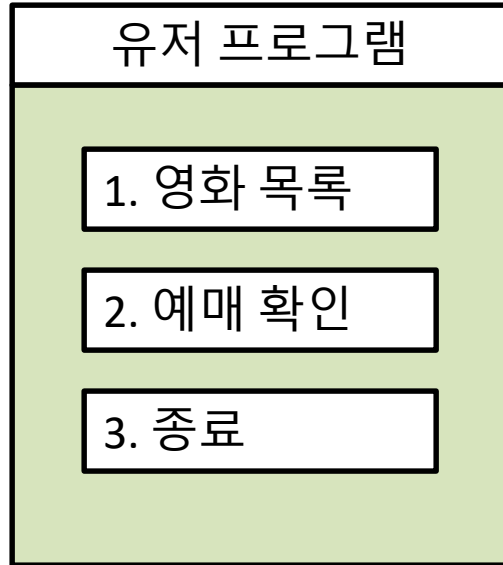 유저 프로그램
1. 영화 목록
2. 예매 확인
3. 종료